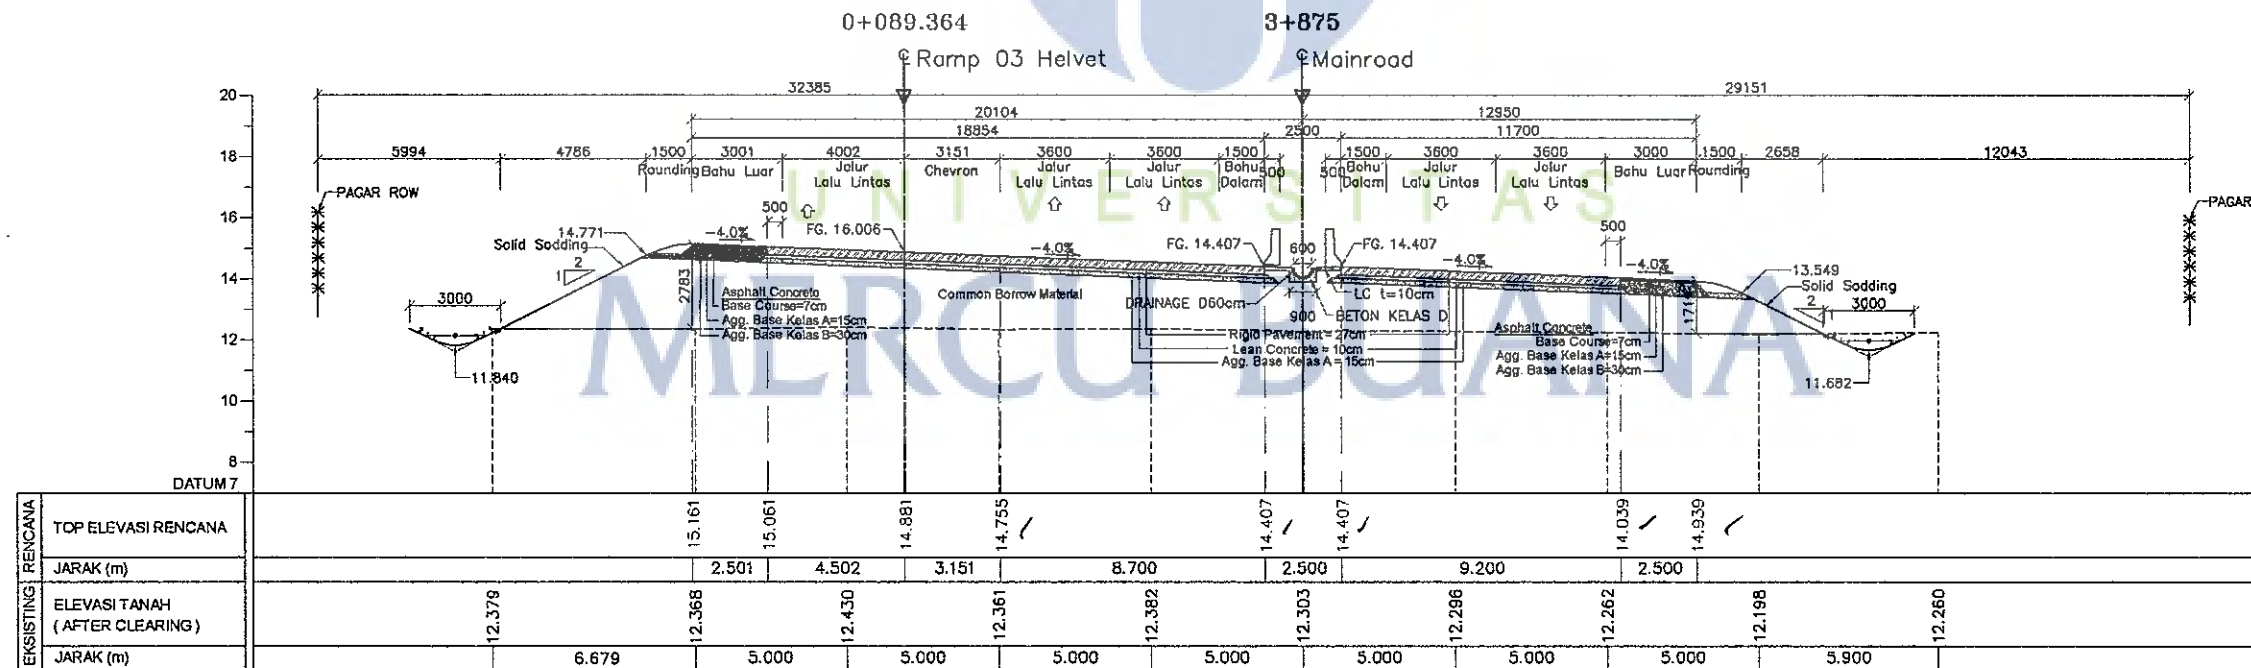 0+089.364 3+875
℄ Ramp 03 Helvet ℄ Mainroad
32385 29151
20104 12950
18854 2500 11700
5994 4786 1500 3001 4002 3151 3600 3600 1500 500 500 1500 3600 3600 3000 1500 2658 12043
Rounding Bahu Luar Jalur Chevron Jalur Jalur Bahu Bahu Jalur Jalur Bahu Luar Rounding
Lalu Lintas Lalu Lintas Lalu Lintas Dalam Dalam Lalu Lintas Lalu Lintas
PAGAR ROW PAGAR
UNIVERSITAS
MERCU BUANA
20
18
16
14
12
10
8
DATUM 7
500 500
14.771 -4.0% FG. 16.006 -4.0% FG. 14.407 600 FG. 14.407 -4.0% -4.0% 13.549
Solid Sodding Solid Sodding
1 2 2
3000 2783 3000
Asphalt Concrete
Base Course=7cm
Agg. Base Kelas A=15cm
Agg. Base Kelas B=30cm
Common Borrow Material
DRAINAGE D60cm LC t=10cm
900 BETON KELAS D
Rigid Pavement = 27cm
Lean Concrete = 10cm
Agg. Base Kelas A = 15cm
Asphalt Concrete
Base Course=7cm
Agg. Base Kelas A=15cm
Agg. Base Kelas B=30cm
11.840 11.682
RENCANA
TOP ELEVASI RENCANA 15.161 15.061 14.881 14.755 14.407 14.407 14.039 14.939
JARAK (m) 2.501 4.502 3.151 8.700 2.500 9.200 2.500
EKSISTING
ELEVASI TANAH 12.379 12.368 12.430 12.361 12.382 12.303 12.296 12.262 12.198 12.260
( AFTER CLEARING )
JARAK (m) 6.679 5.000 5.000 5.000 5.000 5.000 5.000 5.000 5.900